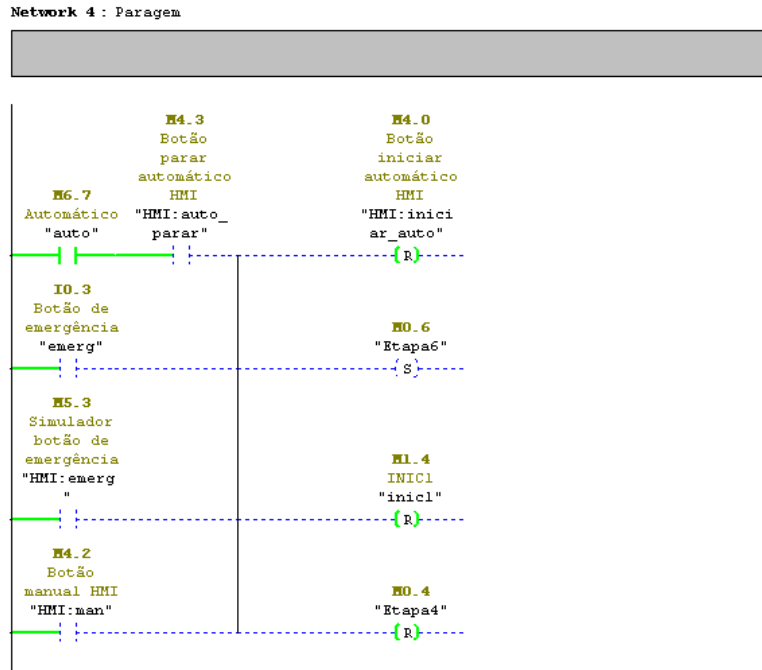 Network 4 : Paragem
M4.3
Botão
parar
automático
HMI
"HMI:auto_
parar"
M4.0
Botão
iniciar
automático
HMI
"HMI:inici
ar_auto"
M6.7
Automático
"auto"
R
I0.3
Botão de
emergência
"emerg"
M0.6
"Etapa6"
S
M5.3
Simulador
botão de
emergência
"HMI:emerg
"
M1.4
INIC1
"inic1"
R
M4.2
Botão
manual HMI
"HMI:man"
M0.4
"Etapa4"
R